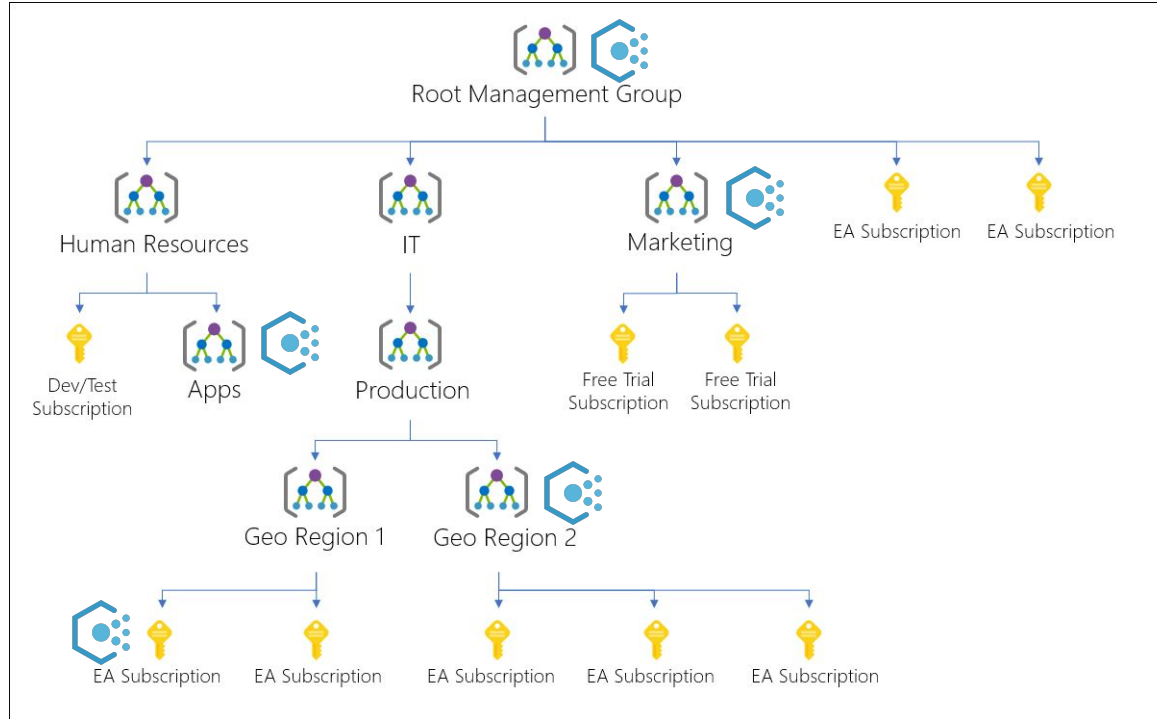 Root Management Group
Human Resources
IT
Marketing
EA Subscription
EA Subscription
Dev/Test
Subscription
Apps
Production
Free Trial
Subscription
Free Trial
Subscription
Geo Region 1
Geo Region 2
EA Subscription
EA Subscription
EA Subscription
EA Subscription
EA Subscription